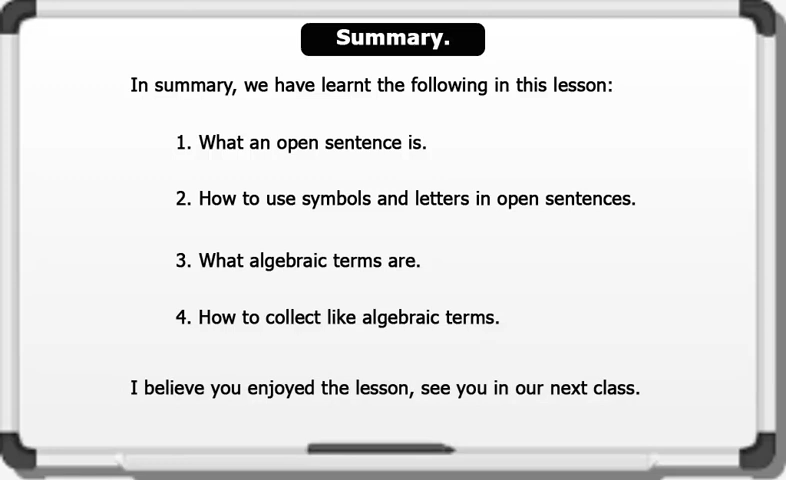 Summary.
In summary, we have learnt the following in this lesson:
1. What an open sentence is.
2. How to use symbols and letters in open sentences.
3. What algebraic terms are.
4. How to collect like algebraic terms.
I believe you enjoyed the lesson, see you in our next class.